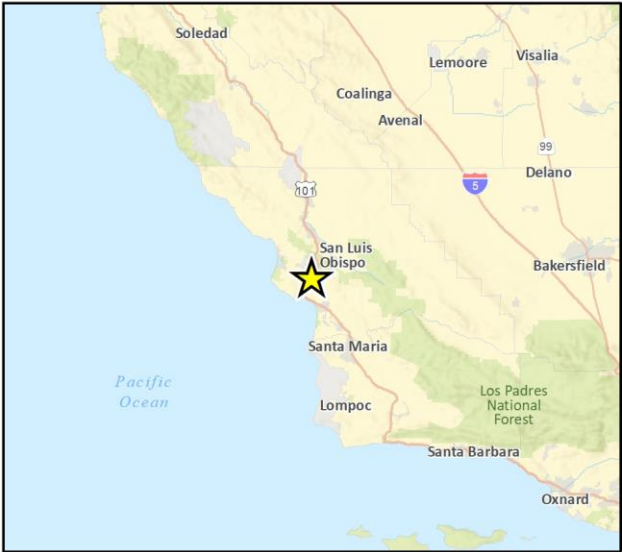 Soledad
Visalia
Lemoore
Coalinga
Avenal
99
Delano
101
5
San Luis
Obispo
Bakersfield
Santa Maria
Pacific
Ocean
Los Padres
National
Forest
Lompoc
Santa Barbara
Oxnard